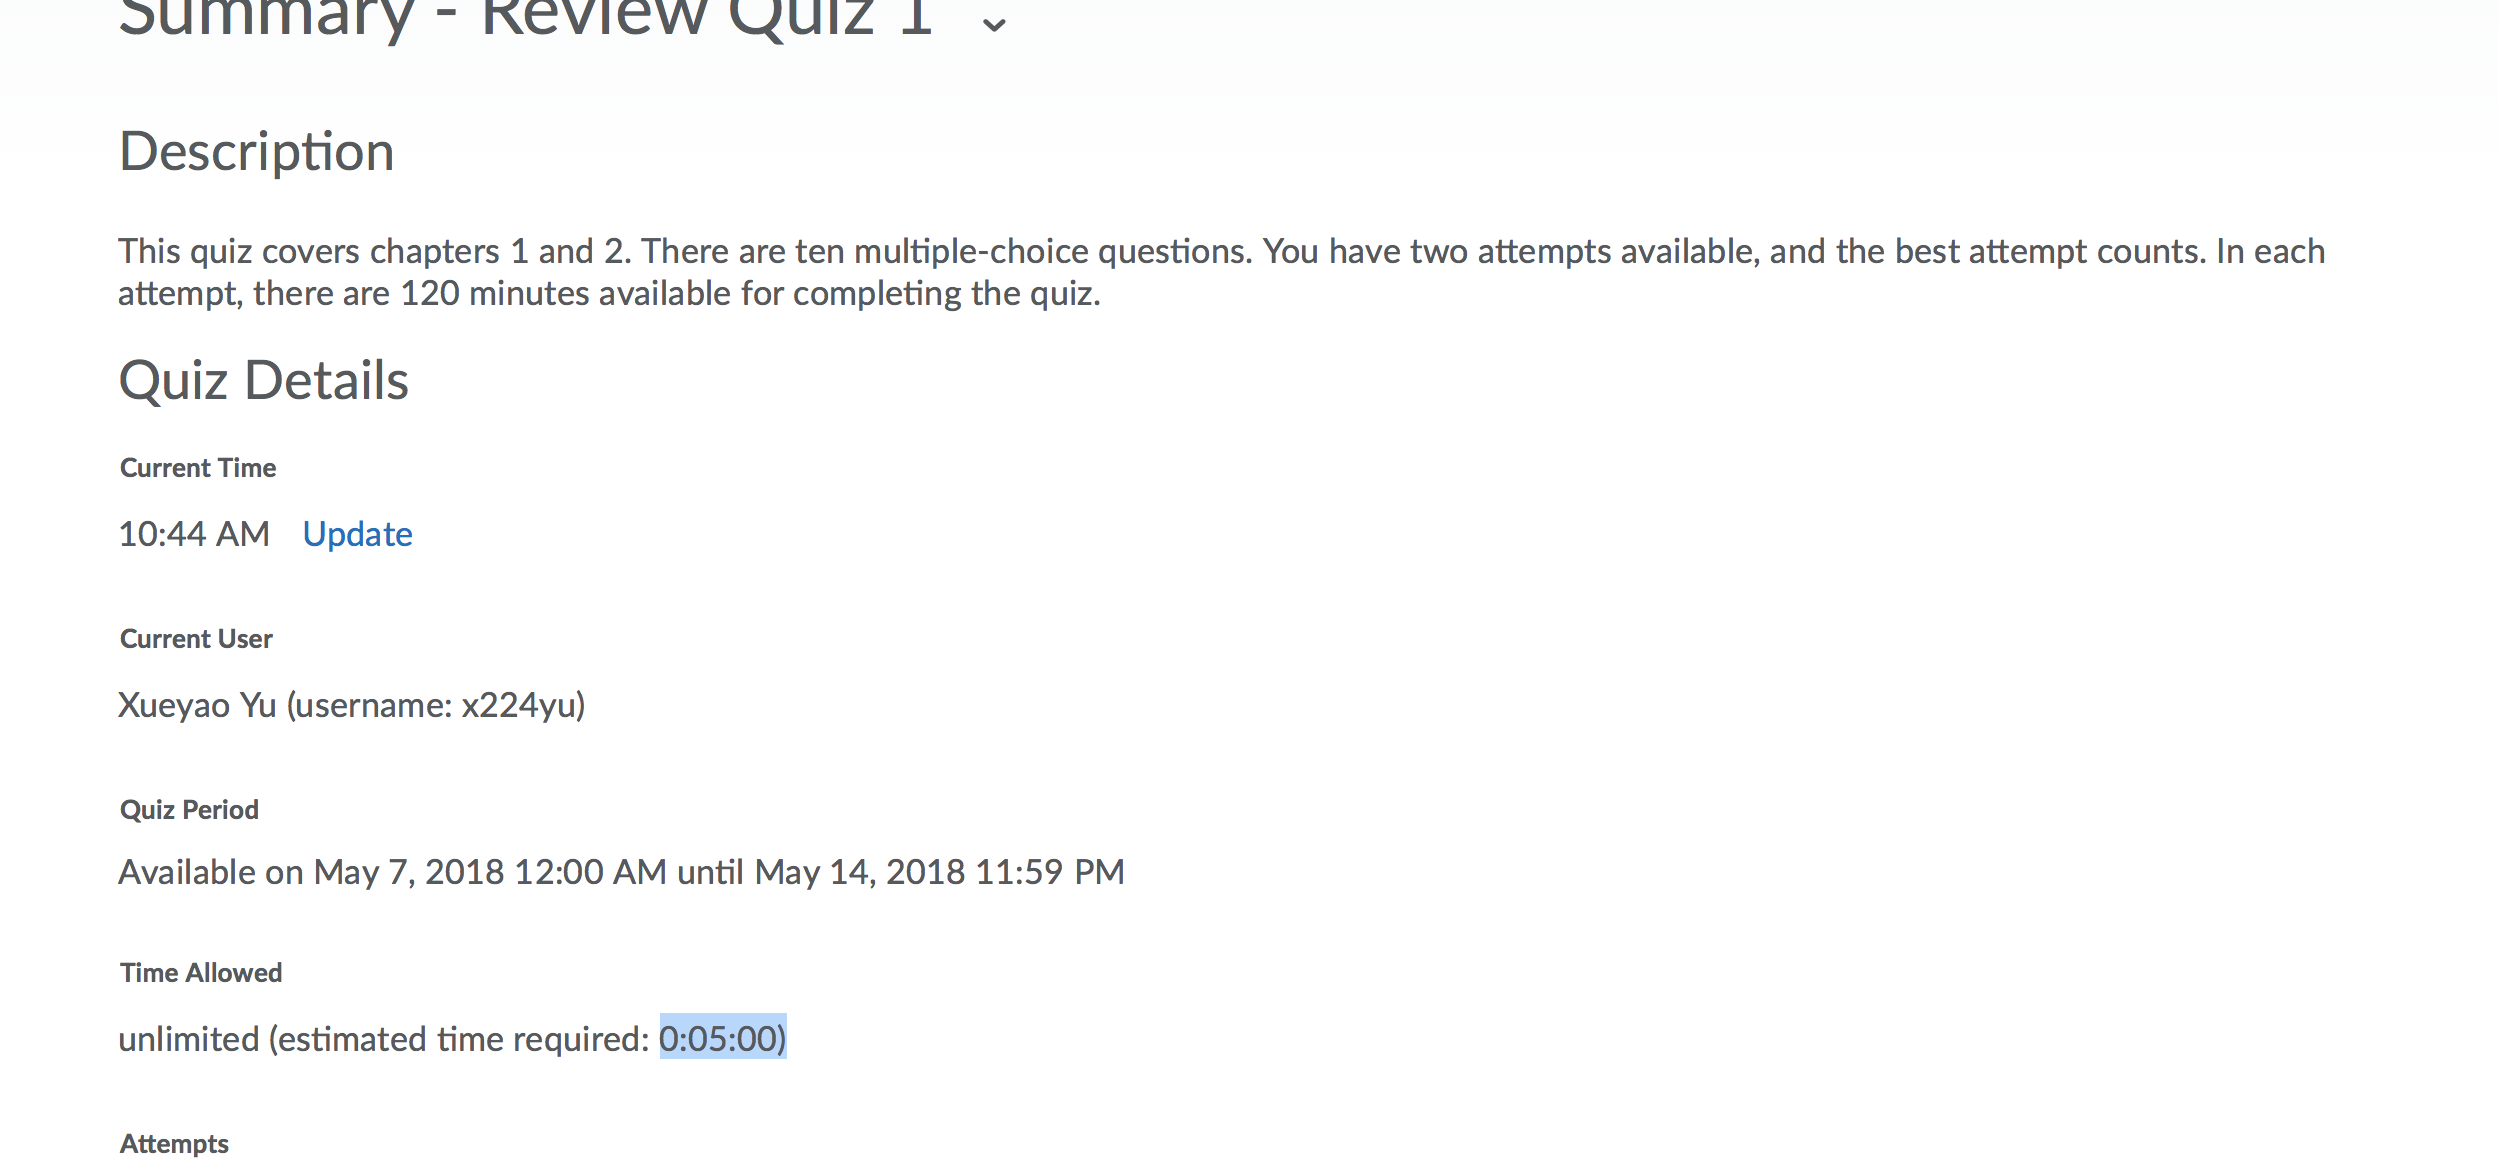 Summary - Review Quiz 1
Description
This quiz covers chapters 1 and 2. There are ten multiple-choice questions. You have two attempts available, and the best attempt counts. In each
attempt, there are 120 minutes available for completing the quiz.
Quiz Details
Current Time
10:44 AM Update
Current User
Xueyao Yu (username: x224yu)
Quiz Period
Available on May 7, 2018 12:00 AM until May 14, 2018 11:59 PM
Time Allowed
unlimited (estimated time required: 0:05:00)
Attempts